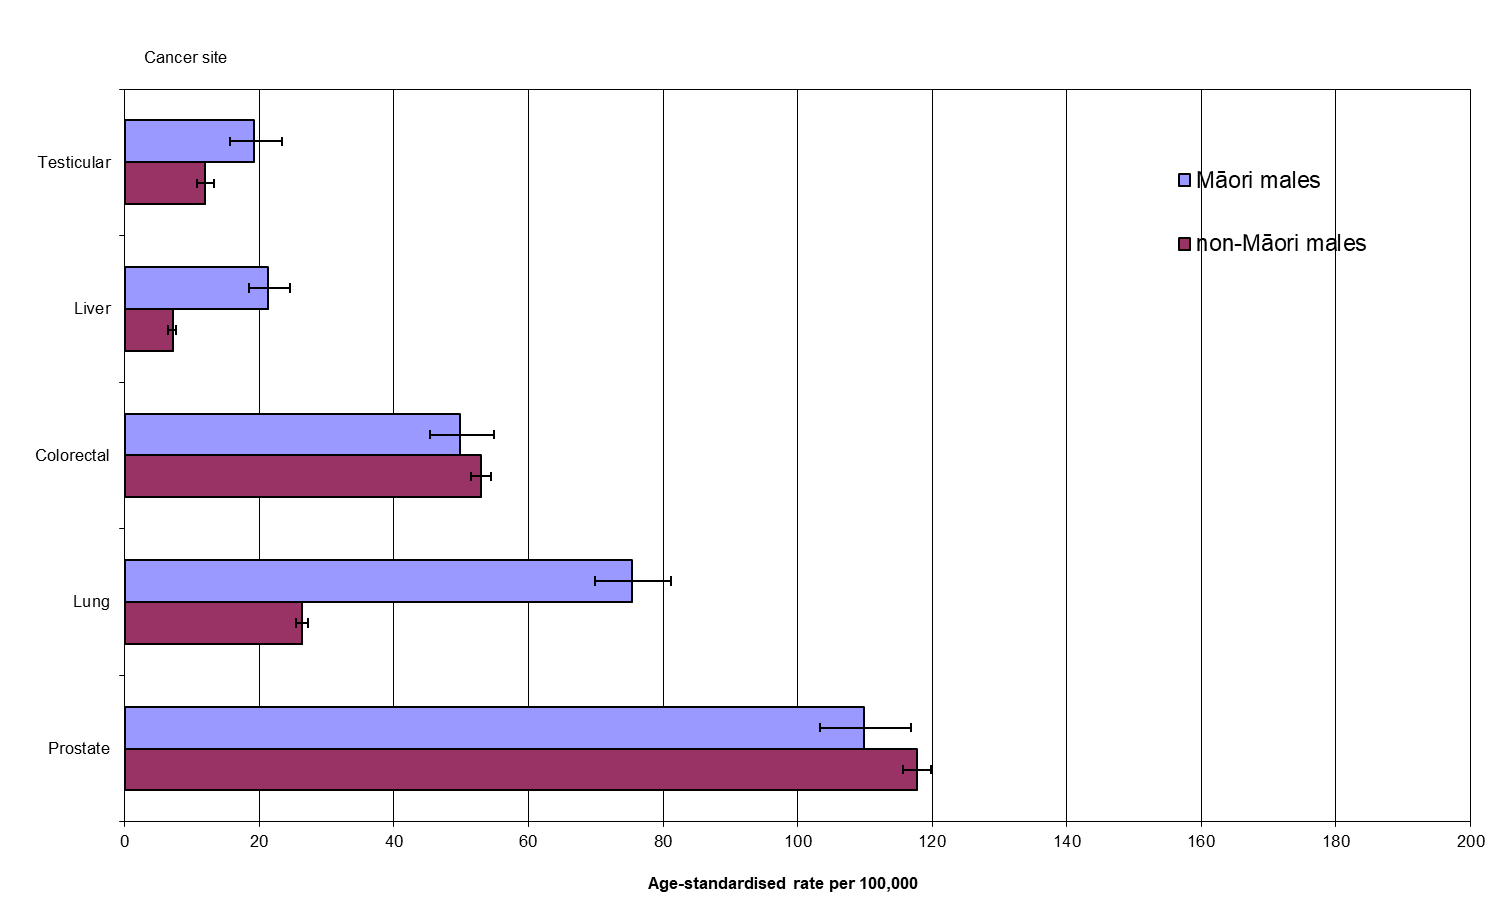 Cancer site
Testicular
Liver
Colorectal
Lung
Prostate
Māori males
non-Māori males
0 20 40 60 80 100 120 140 160 180 200
Age-standardised rate per 100,000